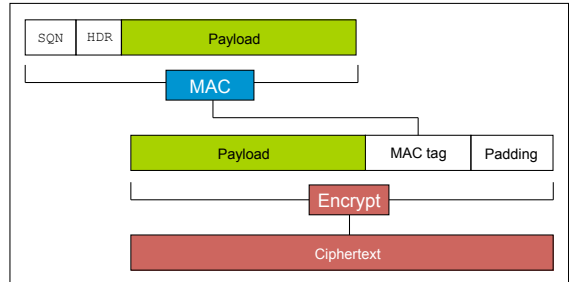 SQN HDR Payload
MAC
Payload MAC tag Padding
Encrypt
Ciphertext